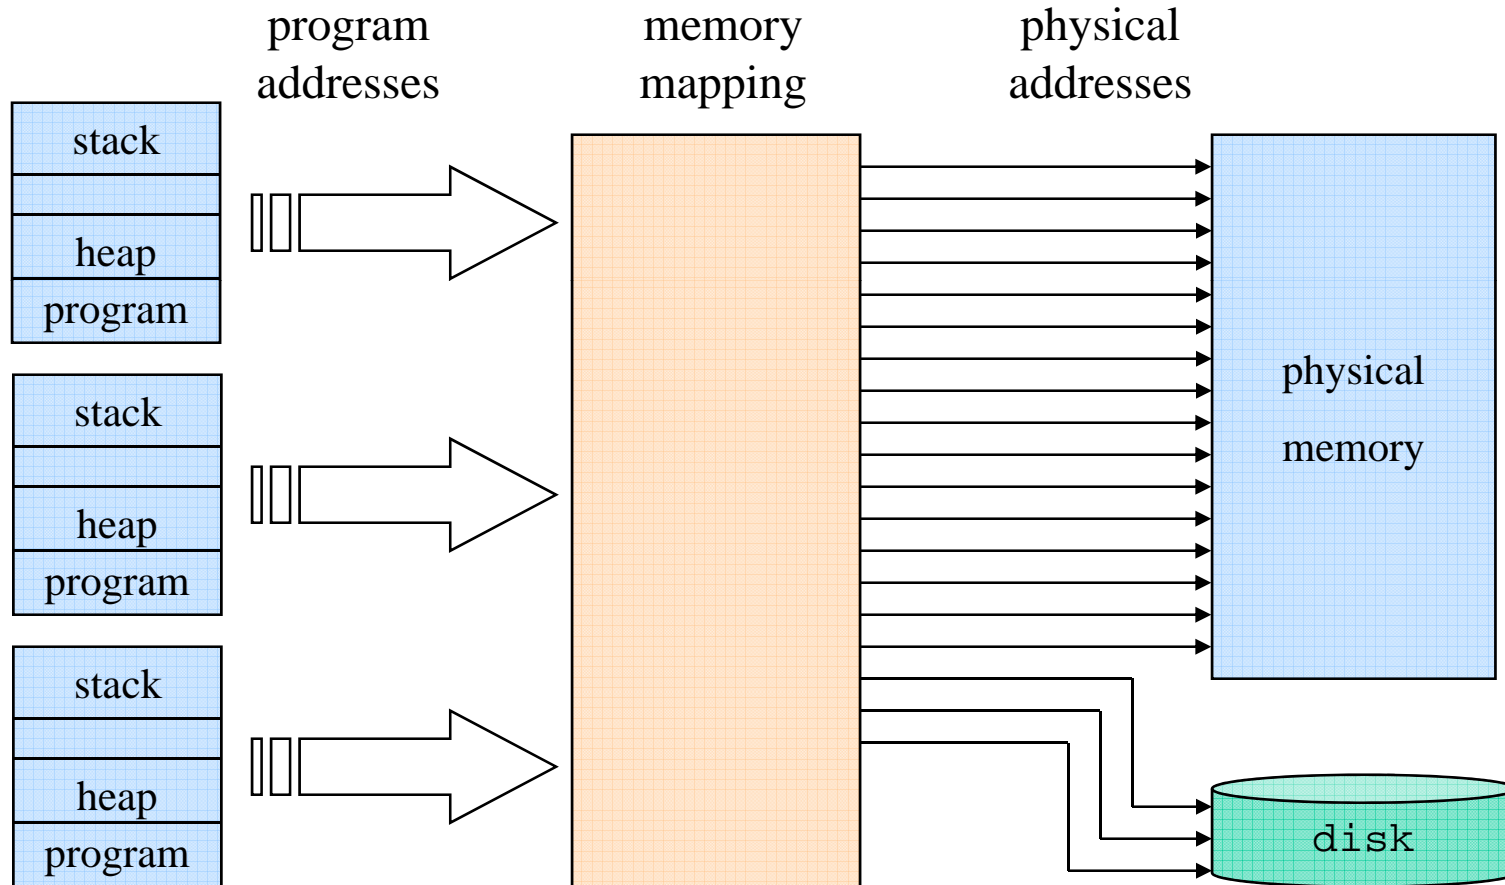 program
addresses
memory
mapping
physical
addresses
stack
heap
program
stack
heap
program
stack
heap
program
physical
memory
disk